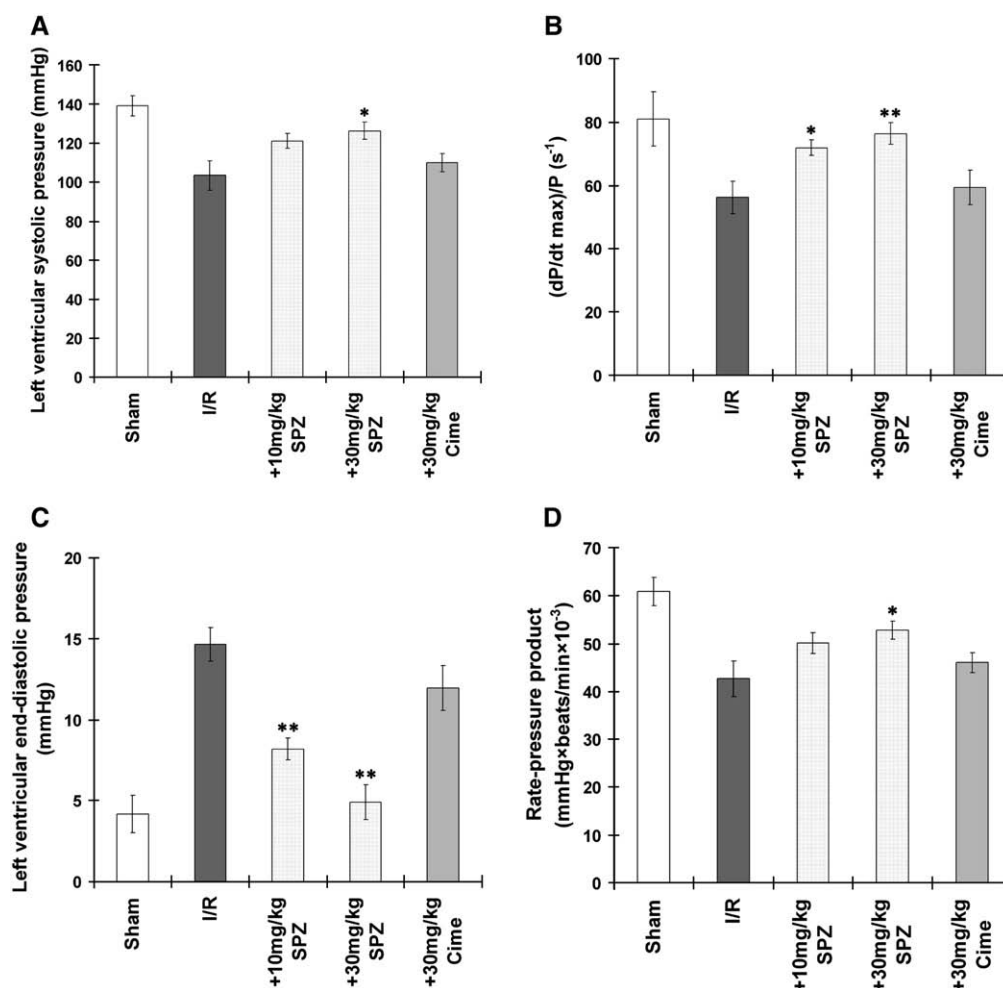 A
Left ventricular systolic pressure (mmHg)
160
140
120
100
80
60
40
20
0
*
Sham
I/R
+10mg/kg
SPZ
+30mg/kg
SPZ
+30mg/kg
Cime
B
(dP/dt max)/P (s⁻¹)
100
80
60
40
20
0
*
**
Sham
I/R
+10mg/kg
SPZ
+30mg/kg
SPZ
+30mg/kg
Cime
C
Left ventricular end-diastolic pressure
(mmHg)
20
15
10
5
0
**
**
Sham
I/R
+10mg/kg
SPZ
+30mg/kg
SPZ
+30mg/kg
Cime
D
Rate-pressure product
(mmHg×beats/min×10⁻³)
70
60
50
40
30
20
10
0
*
Sham
I/R
+10mg/kg
SPZ
+30mg/kg
SPZ
+30mg/kg
Cime